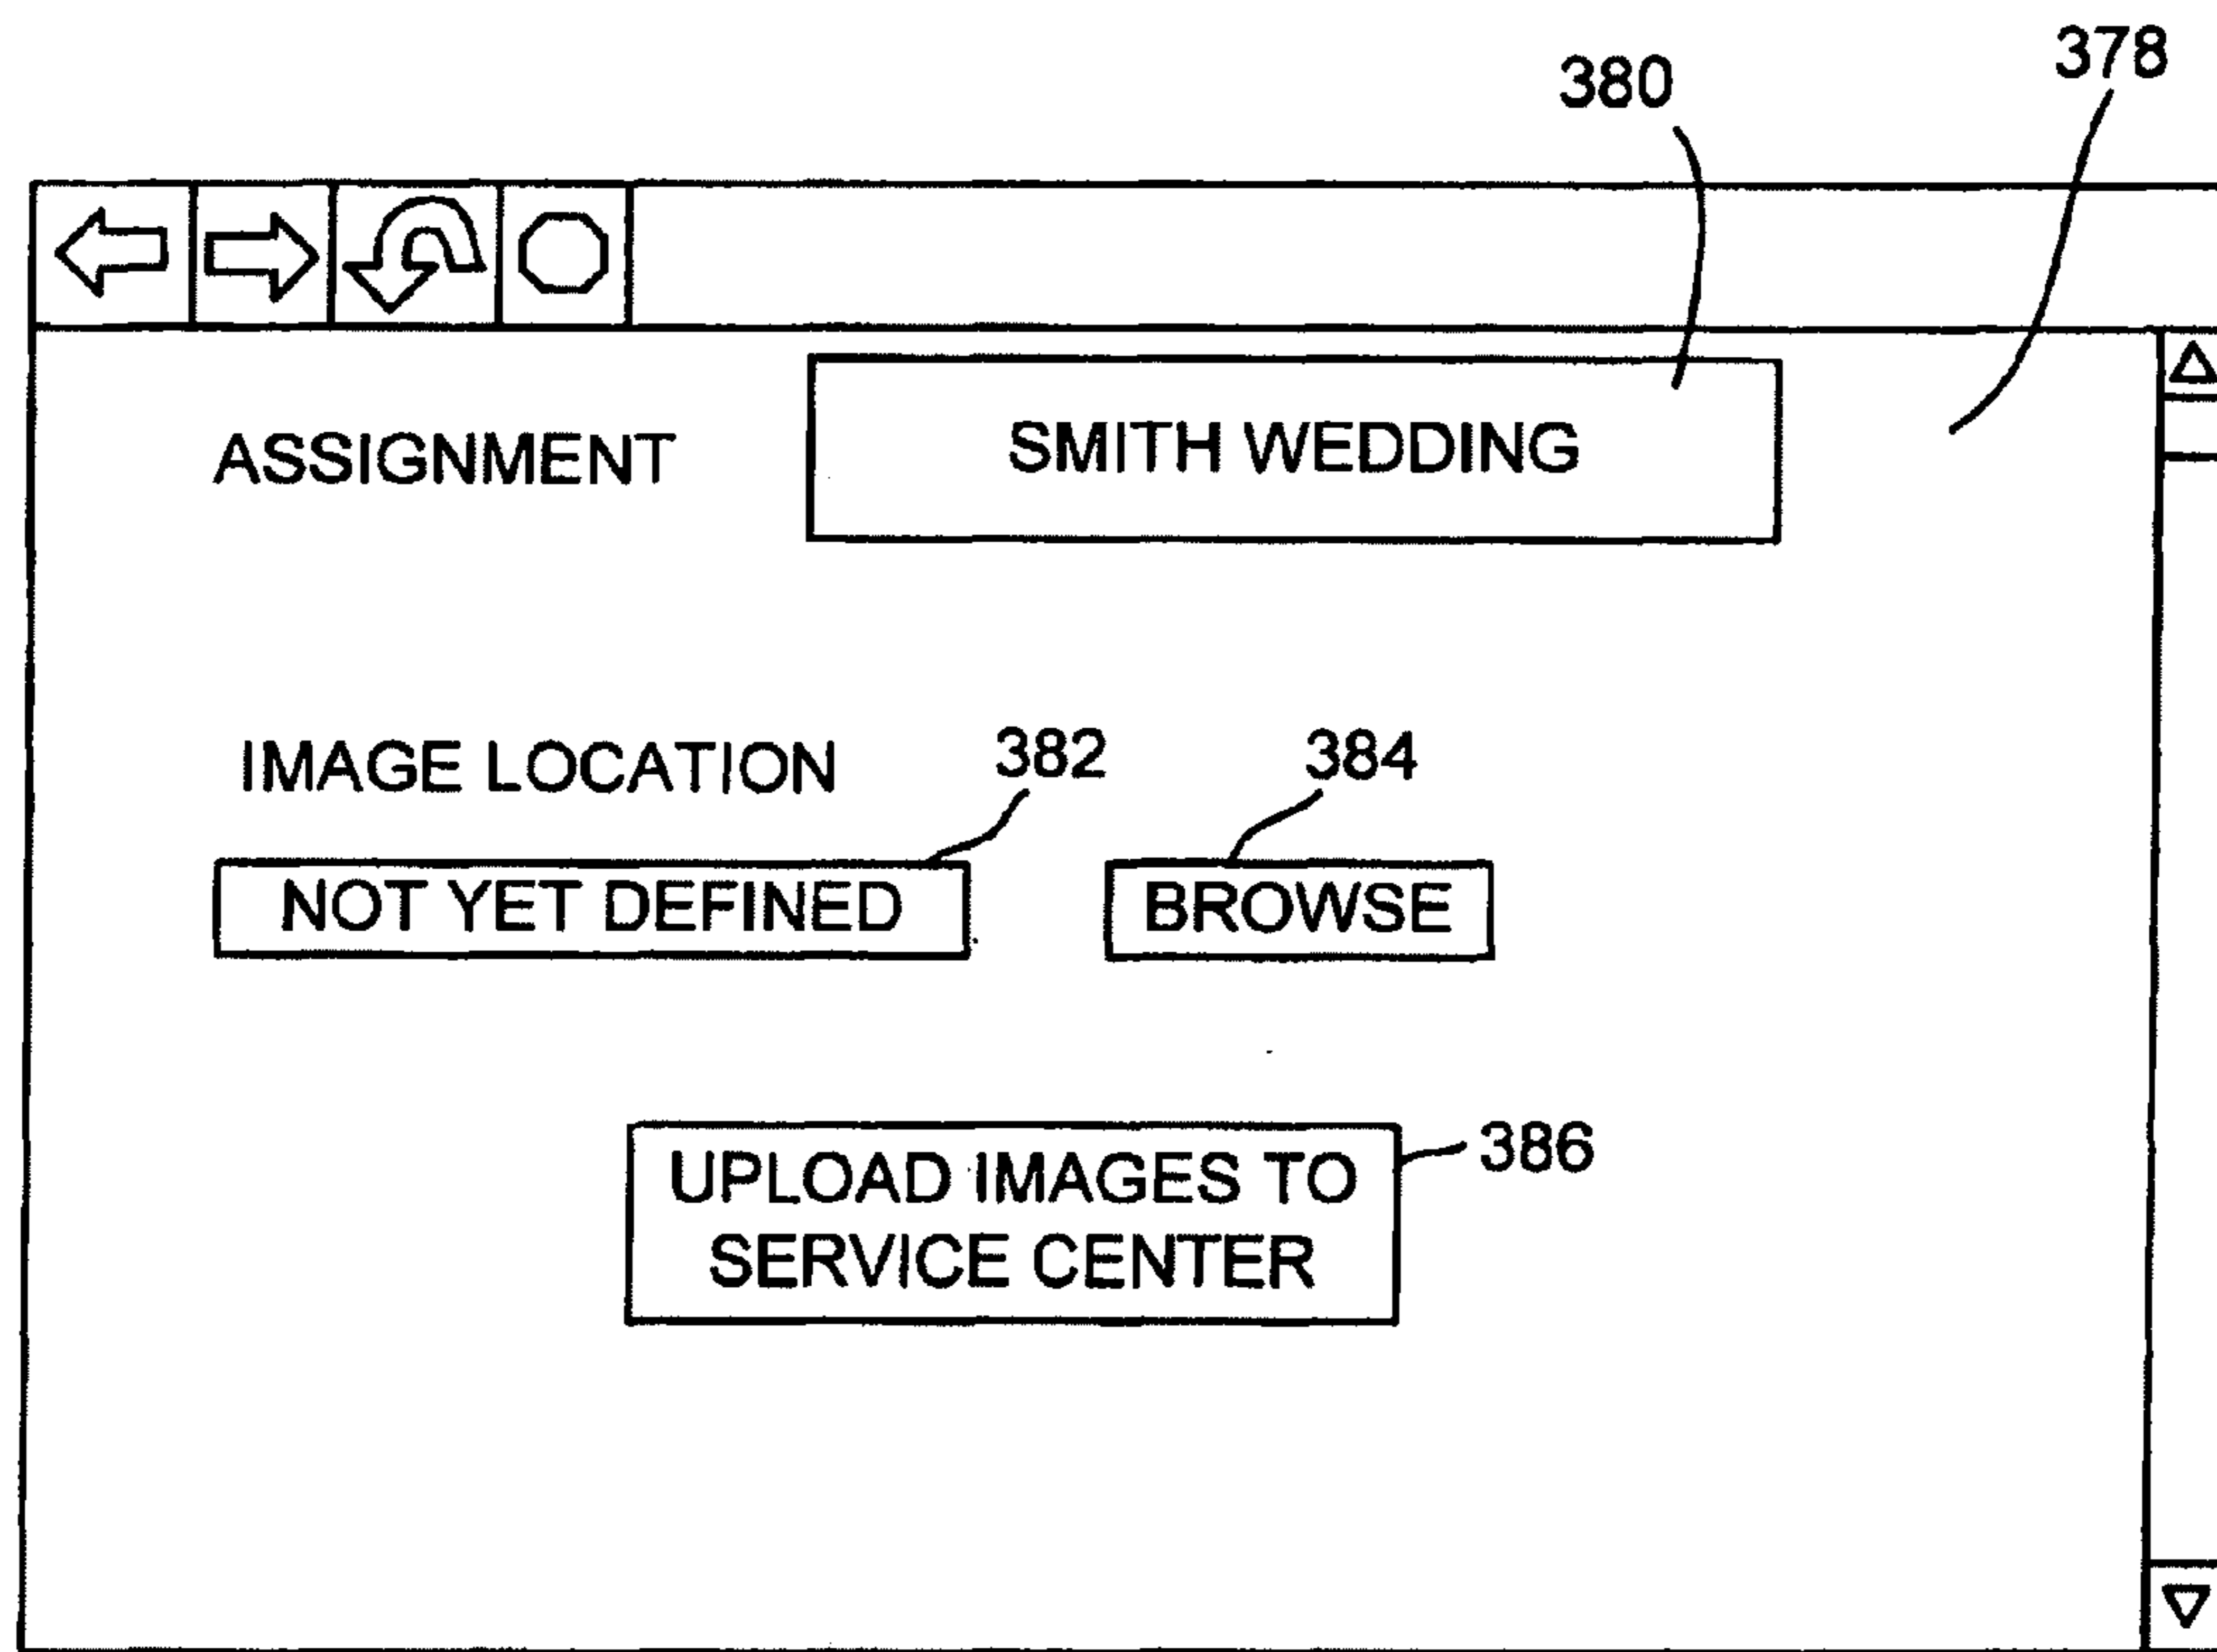 378
380
ASSIGNMENT SMITH WEDDING
IMAGE LOCATION 382 384
NOT YET DEFINED BROWSE
UPLOAD IMAGES TO 386
SERVICE CENTER